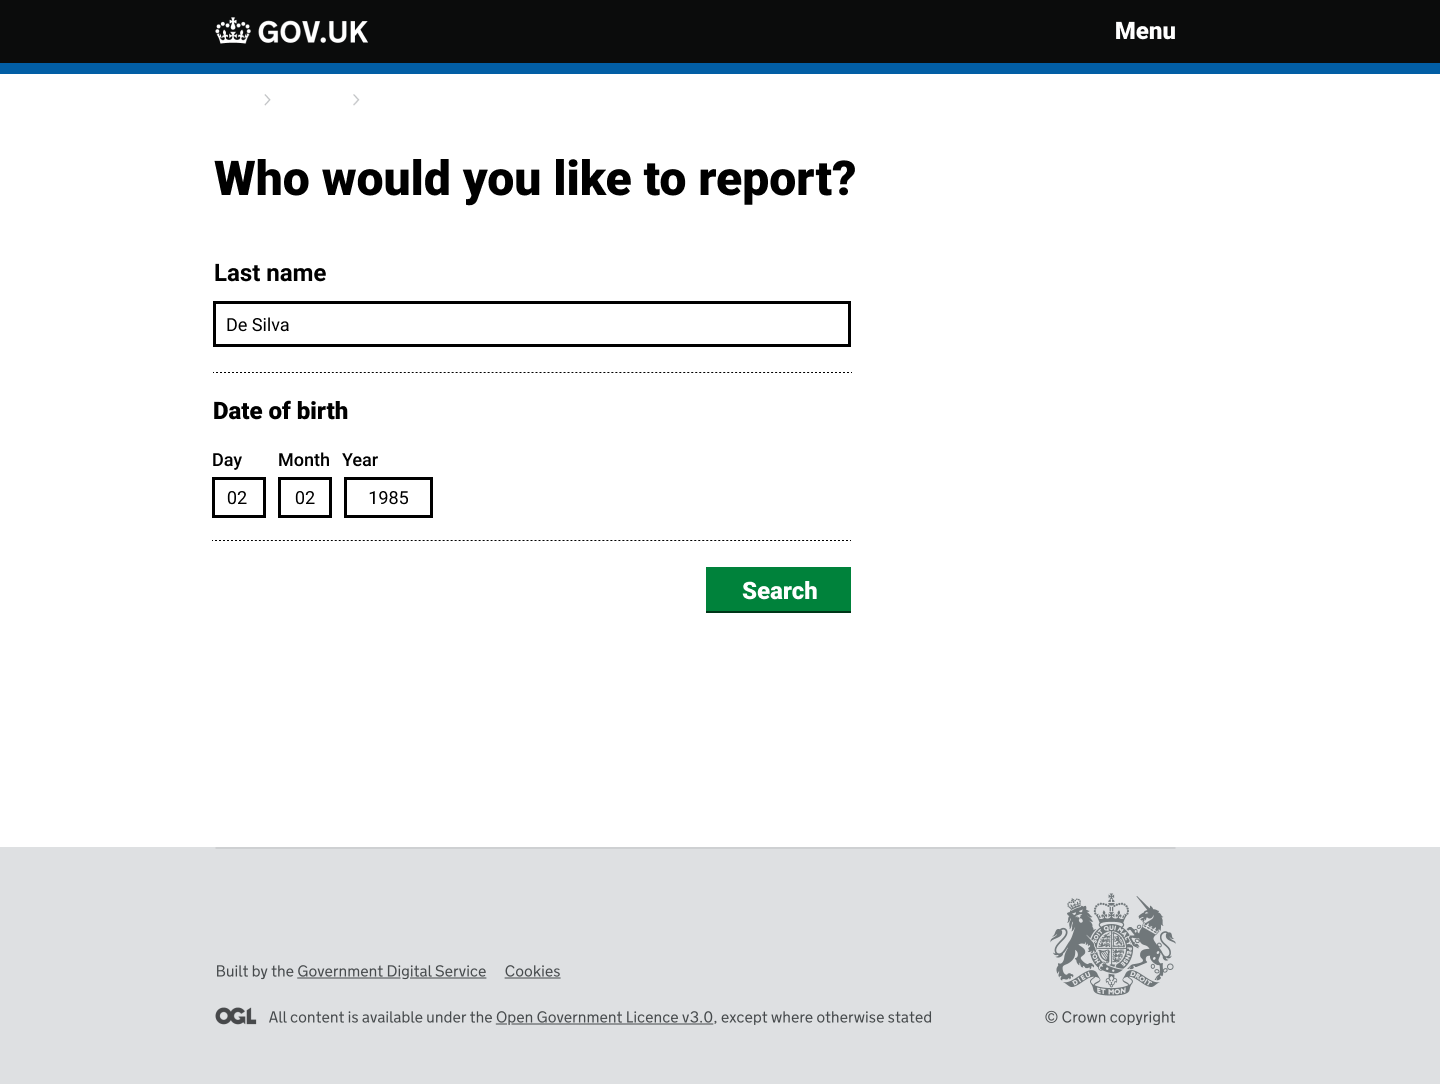 GOV.UK
Menu
Who would you like to report?
Last name
De Silva
Date of birth
Day Month Year
02 02 1985
Search
Built by the Government Digital Service Cookies
OGL All content is available under the Open Government Licence v3.0, except where otherwise stated
© Crown copyright